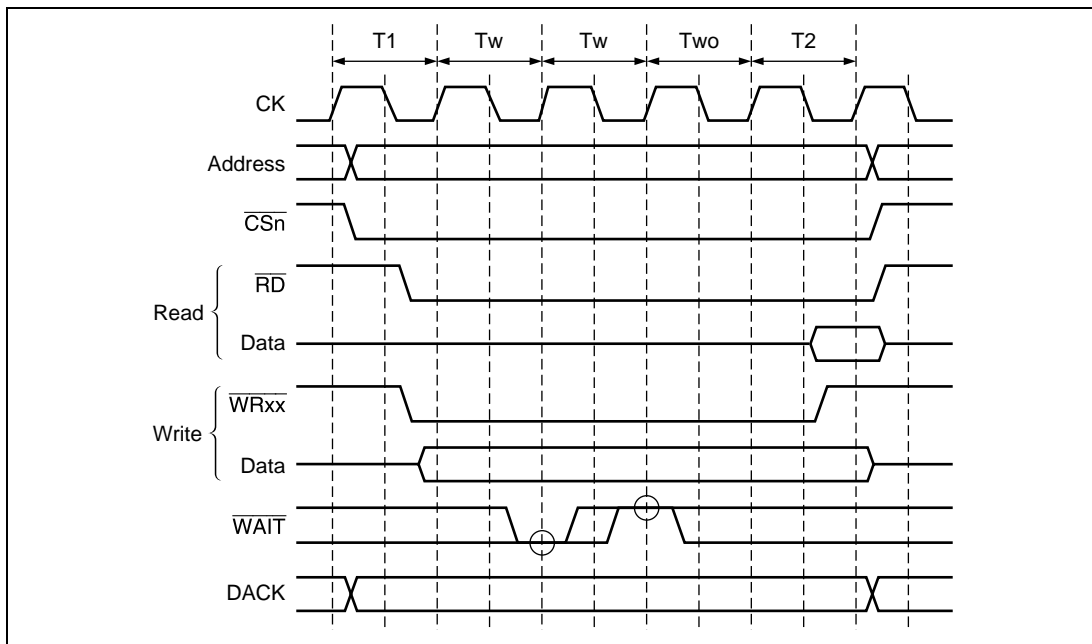 T1 Tw Tw Two T2
CK
Address
CSn
RD
Read
Data
WRxx
Write
Data
WAIT
DACK